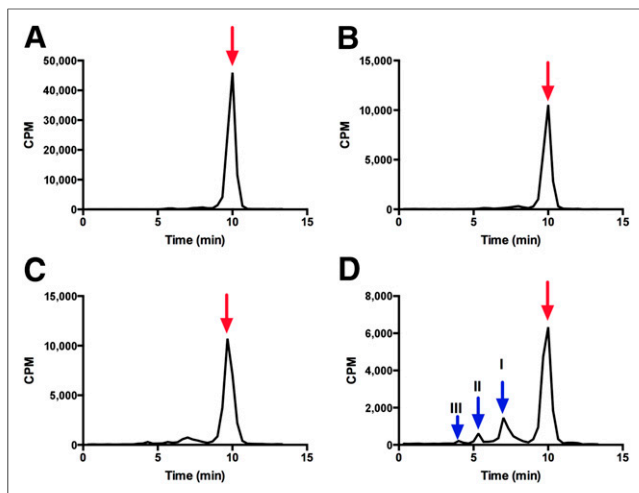 A
CPM
50,000
40,000
30,000
20,000
10,000
0
0 5 10 15
Time (min)
B
CPM
15,000
10,000
5,000
0
0 5 10 15
Time (min)
C
CPM
15,000
10,000
5,000
0
0 5 10 15
Time (min)
D
CPM
8,000
6,000
4,000
2,000
0
III II I
0 5 10 15
Time (min)